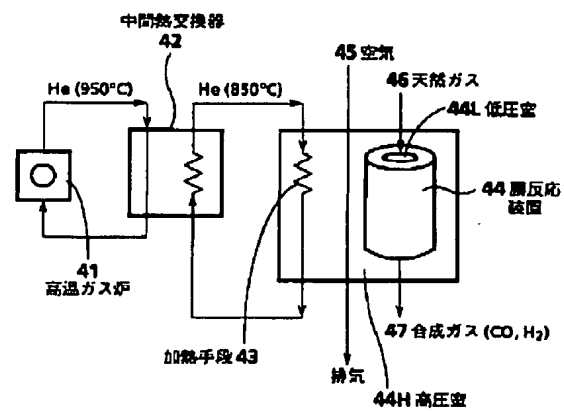 中間熱交換器
42
He (950℃)
He (850℃)
45 空気
46 天然ガス
44L 低圧室
44 膜反応
装置
41
高温ガス炉
加熱手段 43
47 合成ガス (CO, H₂)
排気
44H 高圧室